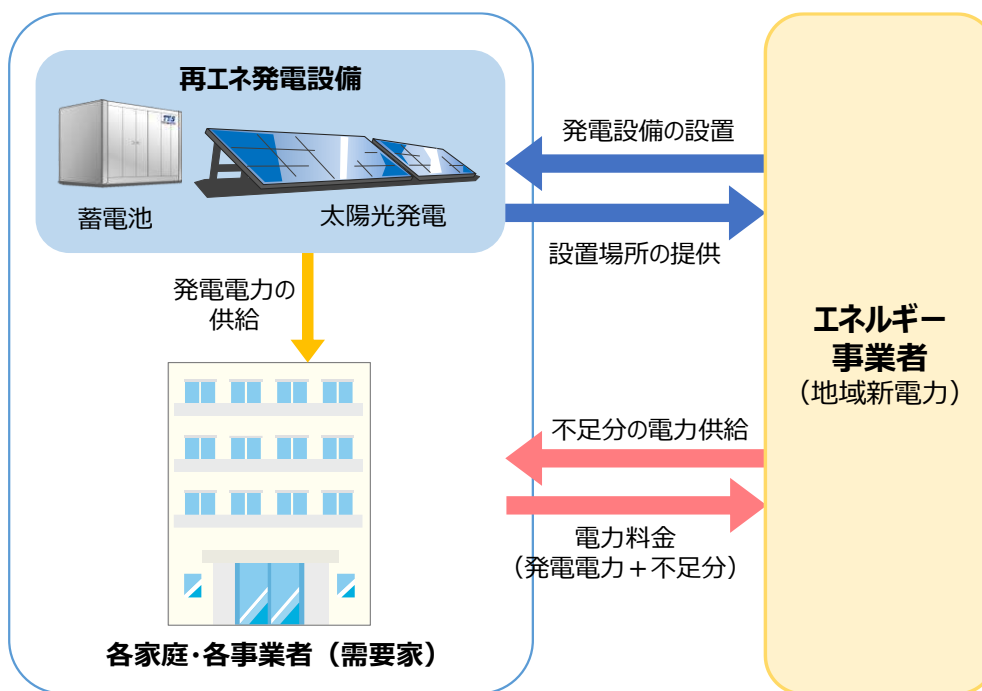 再エネ発電設備
蓄電池
太陽光発電
発電設備の設置
設置場所の提供
発電電力の
供給
エネルギー
事業者
（地域新電力）
不足分の電力供給
電力料金
（発電電力＋不足分）
各家庭・各事業者（需要家）